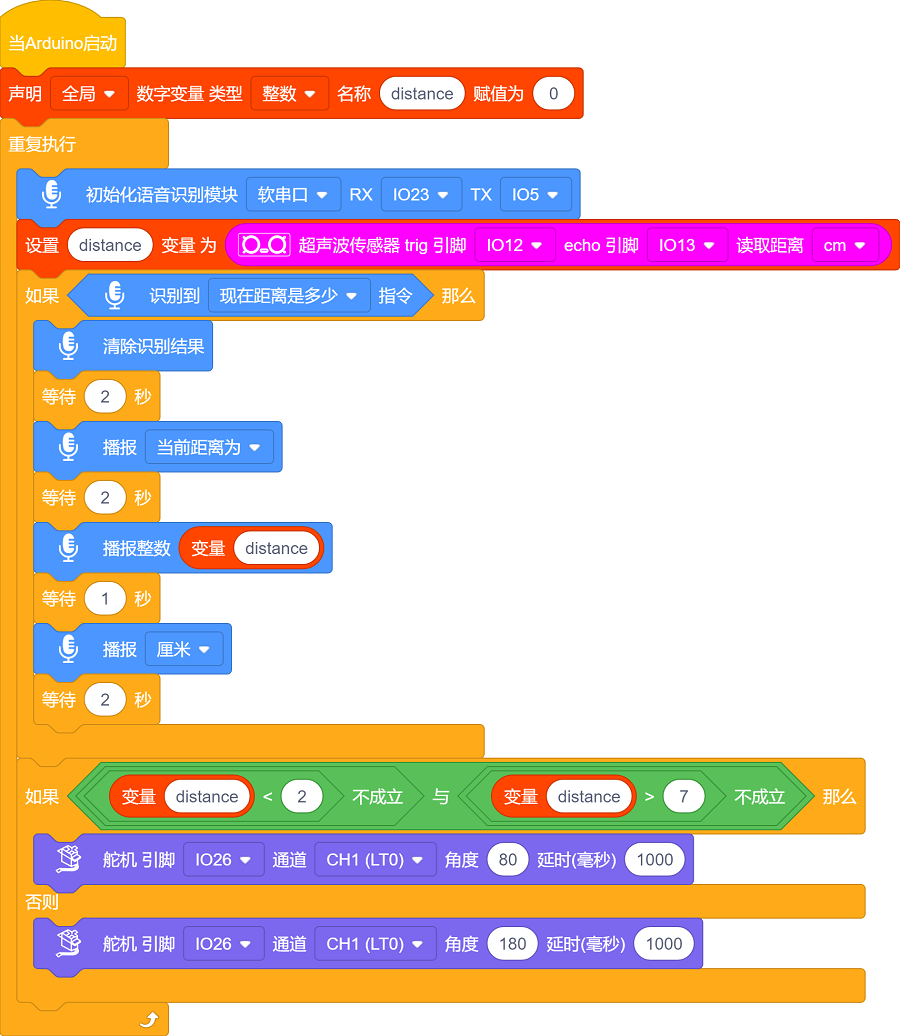 当Arduino启动
声明 全局 数字变量 类型 整数 名称 distance 赋值为 0
重复执行
初始化语音识别模块 软串口 RX IO23 TX IO5
设置 distance 变量 为 超声波传感器 trig 引脚 IO12 echo 引脚 IO13 读取距离 cm
如果 识别到 现在距离是多少 指令 那么
清除识别结果
等待 2 秒
播报 当前距离为
等待 2 秒
播报整数 变量 distance
等待 1 秒
播报 厘米
等待 2 秒
如果 变量 distance < 2 不成立 与 变量 distance > 7 不成立 那么
舵机 引脚 IO26 通道 CH1 (LT0) 角度 80 延时(毫秒) 1000
否则
舵机 引脚 IO26 通道 CH1 (LT0) 角度 180 延时(毫秒) 1000